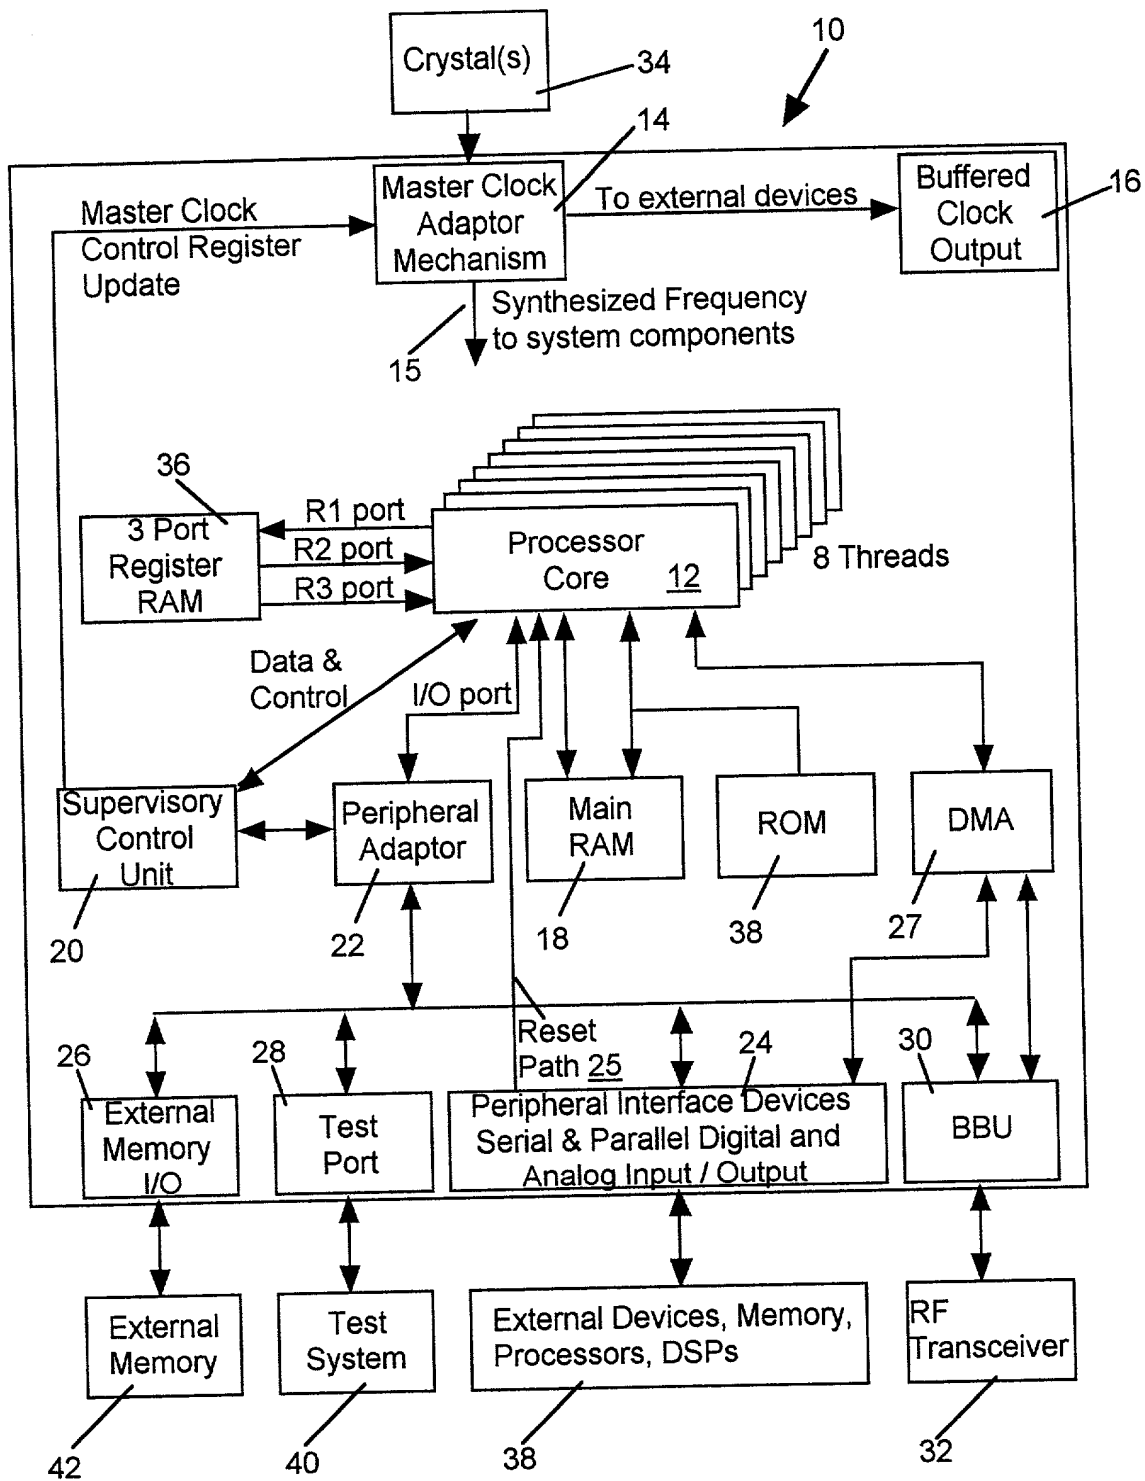 10
Crystal(s)
34
14
Master Clock
Adaptor
Mechanism
To external devices
Buffered
Clock
Output
16
Master Clock
Control Register
Update
15
Synthesized Frequency
to system components
36
3 Port
Register
RAM
R1 port
R2 port
R3 port
Processor
Core 12
8 Threads
Data &
Control
I/O port
Supervisory
Control
Unit
20
Peripheral
Adaptor
22
Main
RAM
18
ROM
38
DMA
27
Reset
Path 25
26
External
Memory
I/O
28
Test
Port
24
Peripheral Interface Devices
Serial & Parallel Digital and
Analog Input / Output
30
BBU
External
Memory
42
Test
System
40
External Devices, Memory,
Processors, DSPs
38
RF
Transceiver
32